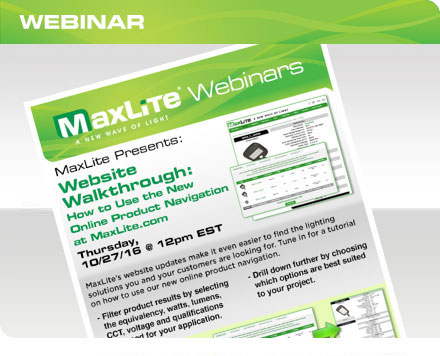 WEBINAR
MaxLite® Webinars
A NEW WAVE OF LIGHT
MaxLite Presents:
Website
Walkthrough:
How to Use the New
Online Product Navigation
at MaxLite.com
Thursday,
10/27/16 @ 12pm EST
MaxLite's website updates make it even easier to find the lighting
solutions you and your customers are looking for. Tune in for a tutorial
on how to use our new online product navigation.
- Filter product results by selecting
the equivalency, watts, lumens,
CCT, voltage and qualifications
for your application.
- Drill down further by choosing
which options are best suited
to your project.
MaxLite